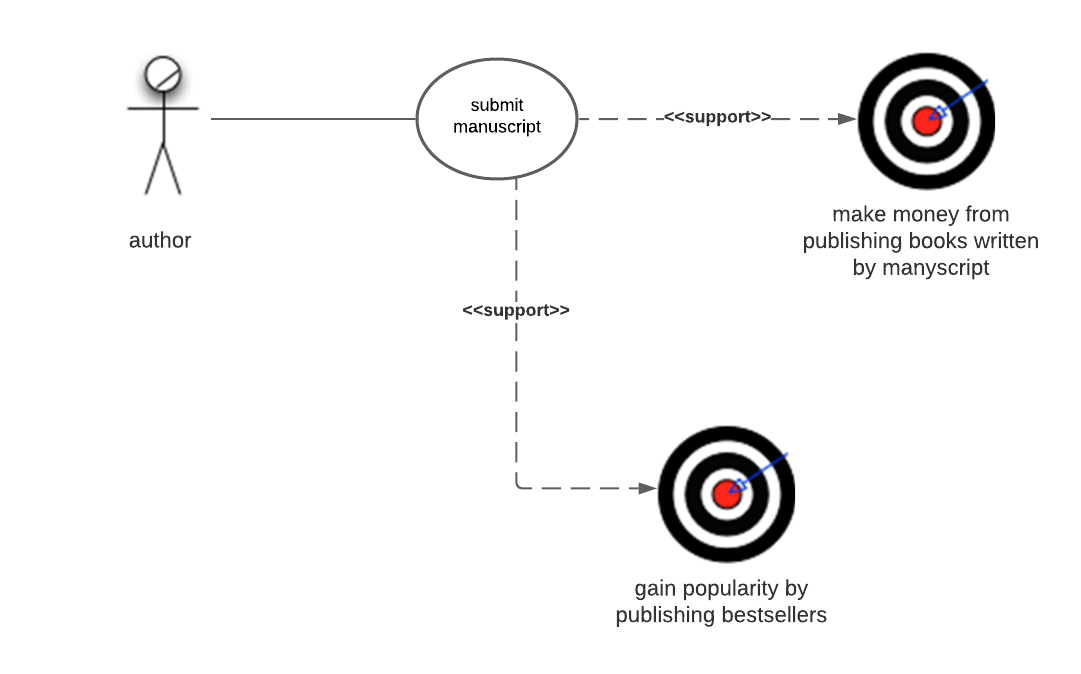 submit
manuscript
<<support>>
author
make money from
publishing books written
by manyscript
<<support>>
gain popularity by
publishing bestsellers